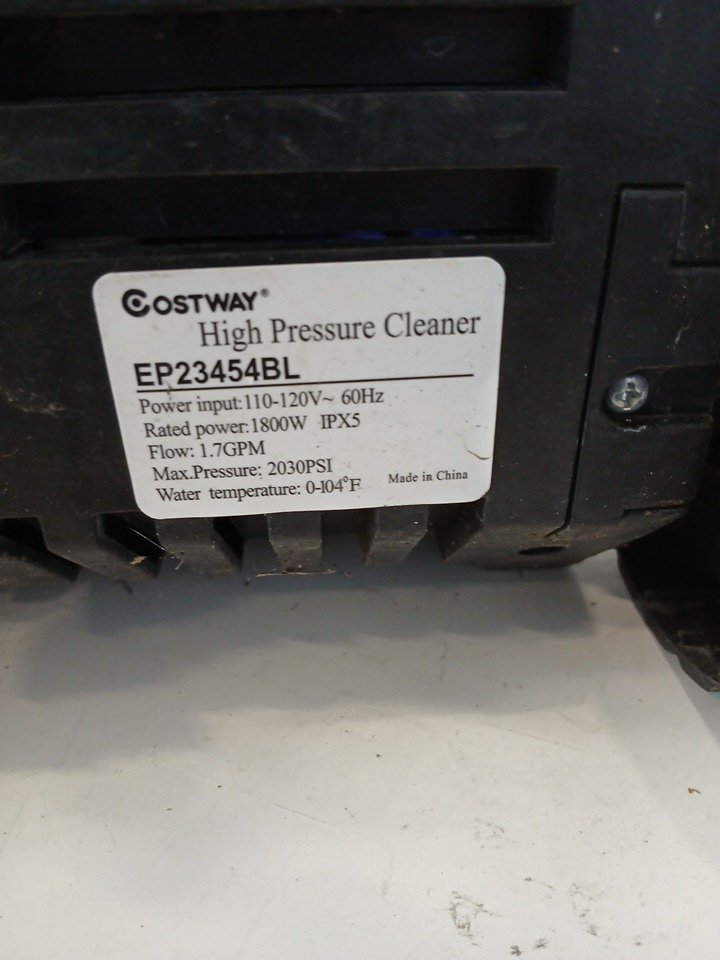 COSTWAY®
High Pressure Cleaner
EP23454BL
Power input:110-120V~ 60Hz
Rated power:1800W IPX5
Flow: 1.7GPM
Max.Pressure: 2030PSI
Water temperature: 0-104°F
Made in China